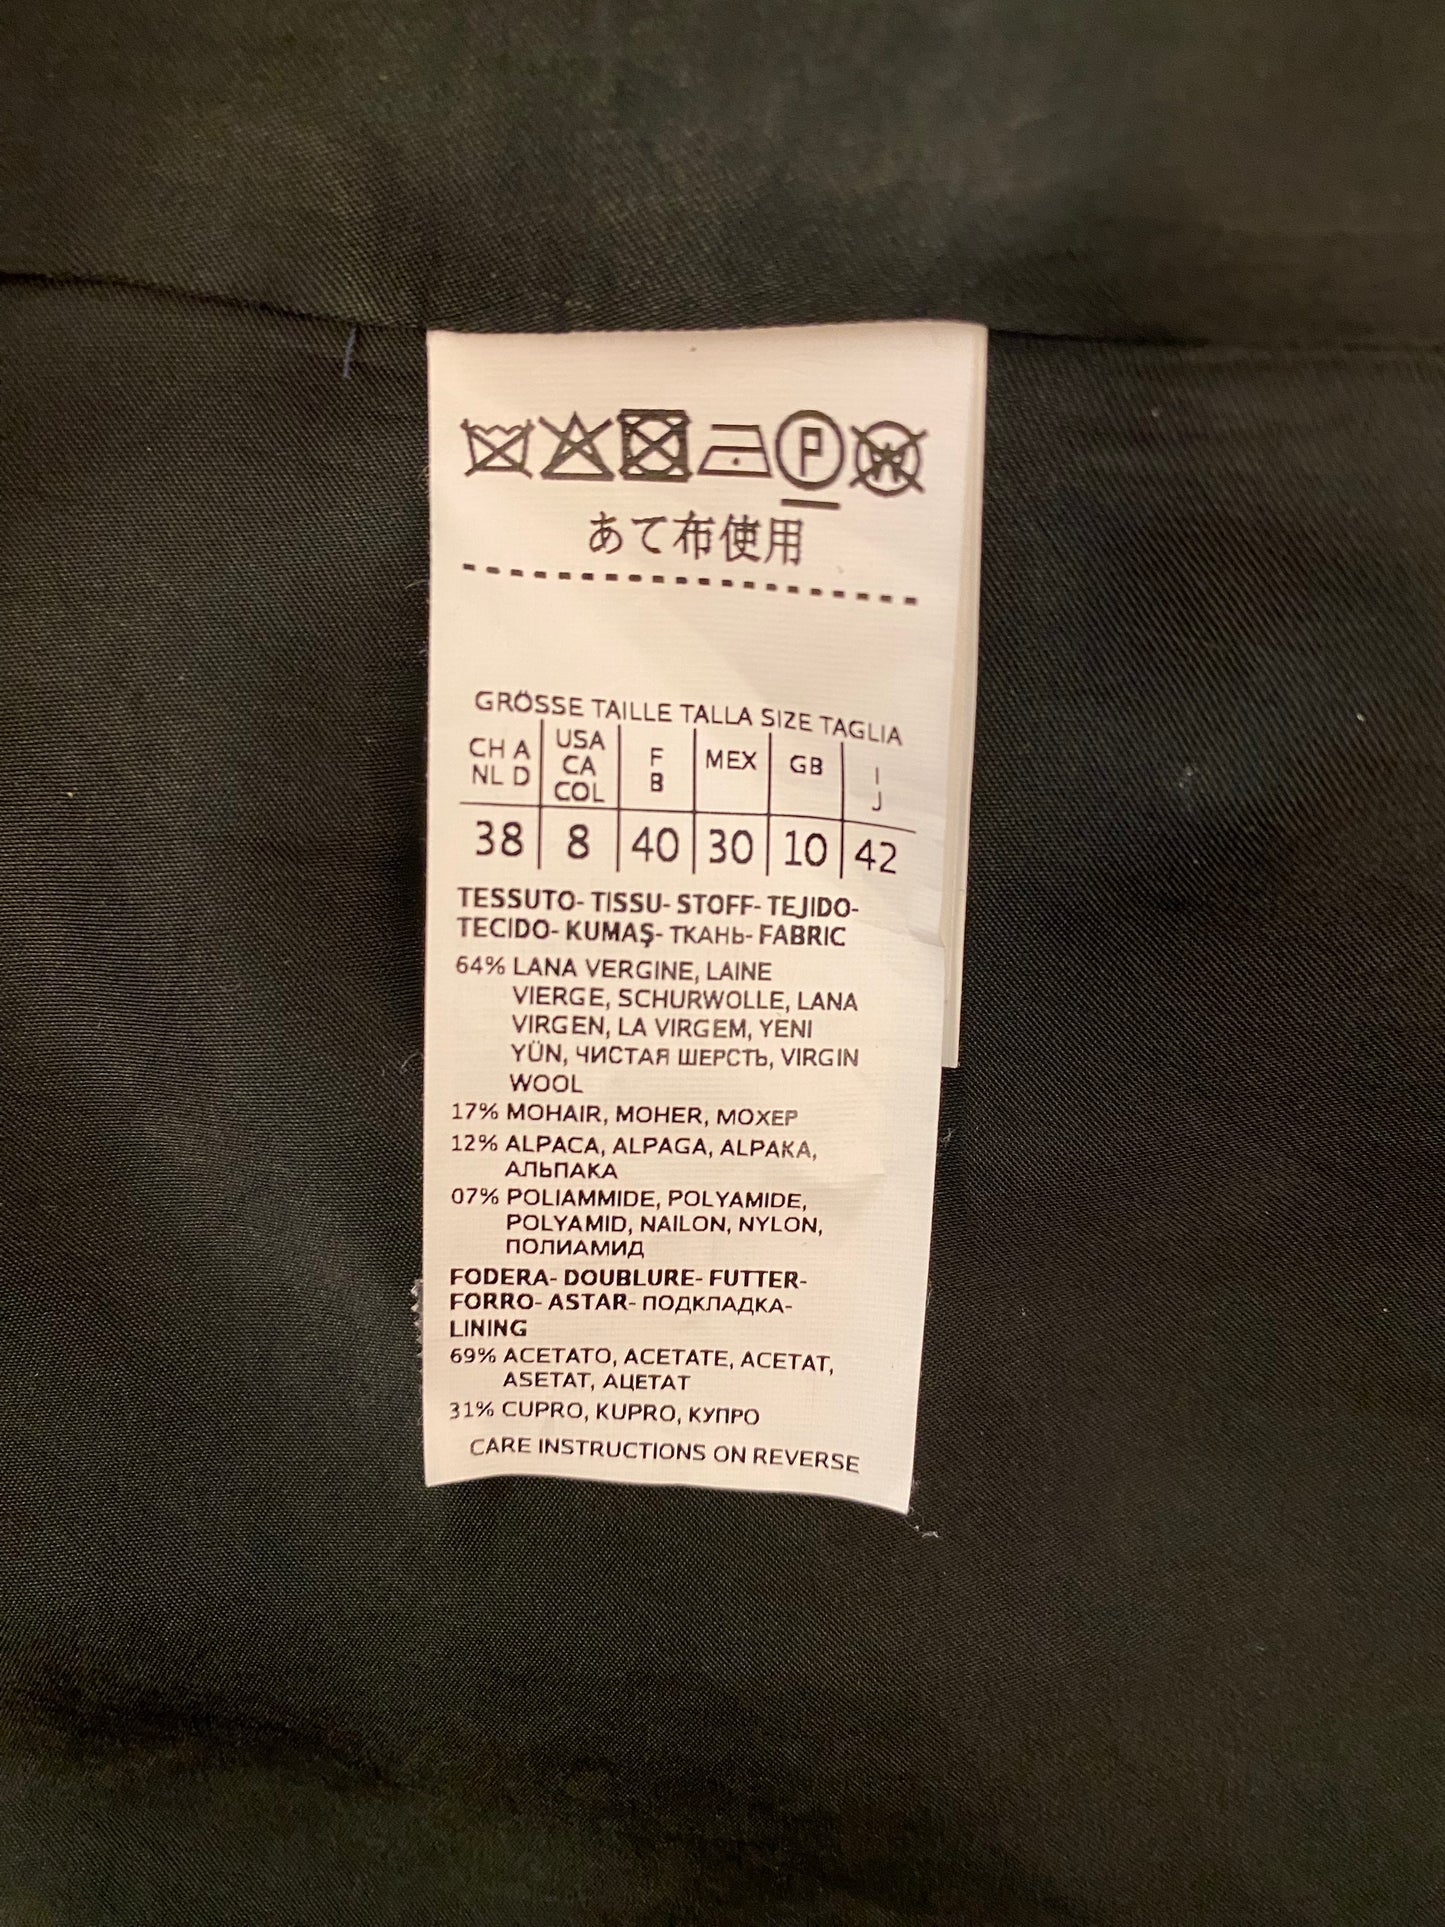 P W
あて布使用
GRÖSSE TAILLE TALLA SIZE TAGLIA
CH A NL D USA CA COL F B MEX GB I J
38 8 40 30 10 42
TESSUTO- TISSU- STOFF- TEJIDO-
TECIDO- KUMAŞ- ТКАНЬ- FABRIC
64% LANA VERGINE, LAINE
VIERGE, SCHURWOLLE, LANA
VIRGEN, LA VIRGEM, YENI
YÜN, ЧИСТАЯ ШЕРСТЬ, VIRGIN
WOOL
17% MOHAIR, MOHER, МОХЕР
12% ALPACA, ALPAGA, ALPAKA,
АЛЬПАКА
07% POLIAMMIDE, POLYAMIDE,
POLYAMID, NAILON, NYLON,
ПОЛИАМИД
FODERA- DOUBLURE- FUTTER-
FORRO- ASTAR- ПОДКЛАДКА-
LINING
69% ACETATO, ACETATE, ACETAT,
ASETAT, АЦЕТАТ
31% CUPRO, KUPRO, КУПРО
CARE INSTRUCTIONS ON REVERSE